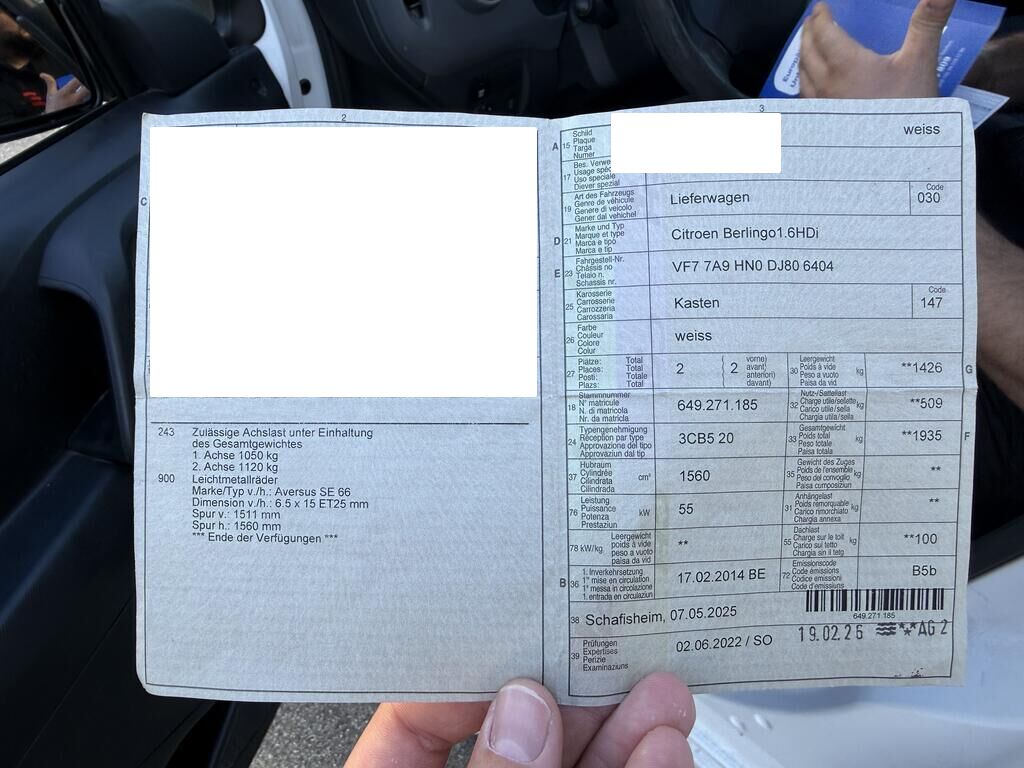 2
C
243 Zulässige Achslast unter Einhaltung
des Gesamtgewichtes
1. Achse 1050 kg
2. Achse 1120 kg
900 Leichtmetallräder
Marke/Typ v./h.: Aversus SE 66
Dimension v./h.: 6.5 x 15 ET25 mm
Spur v.: 1511 mm
Spur h.: 1560 mm
*** Ende der Verfügungen ***
3
A 15 Schild
Plaque
Targa
Numer
weiss
17 Bes. Verwe
Usage spéc
Uso speciale
Diever spezial
19 Art des Fahrzeugs
Genre de véhicule
Genere di veicolo
Gener dal vehichel
Lieferwagen
Code
030
D 21 Marke und Typ
Marque et type
Marca e tipo
Marca e tip
Citroen Berlingo1.6HDi
E 23 Fahrgestell-Nr.
Châssis no
Telaio n.
Schassis nr.
VF7 7A9 HN0 DJ80 6404
25 Karosserie
Carrosserie
Carrozzeria
Carossaria
Kasten
Code
147
26 Farbe
Couleur
Colore
Colur
weiss
27 Plätze: Total
Places: Total
Posti: Totale
Plazs: Total
2 ( 2 vorne)
avant)
anteriori)
davant)
30 Leergewicht
Poids à vide
Peso a vuoto
Paisa da vid
kg
**1426
G
18 Stammnummer
N° matricule
N. di matricola
Nr. da matricla
649.271.185
32 Nutz-/Sattellast
Charge utile/sellette
Carico utile/sella
Chargia utila/sella
kg
**509
24 Typengenehmigung
Réception par type
Approvazione del tipo
Approvaziun dal tip
3CB5 20
33 Gesamtgewicht
Poids total
Peso totale
Paisa totala
kg
**1935
F
37 Hubraum
Cylindrée
Cilindrata
Cilindrada
cm³
1560
35 Gewicht des Zuges
Poids de l'ensemble
Peso del convoglio
Paisa cumposiziun
kg
**
76 Leistung
Puissance
Potenza
Prestaziun
kW
55
31 Anhängelast
Poids remorquable
Carico rimorchiato
Chargia annexa
kg
**
78 kW/kg Leergewicht
poids à vide
peso a vuoto
paisa da vid
**
55 Dachlast
Charge sur le toit
Carico sul tetto
Chargia sin il tetg
kg
**100
B 36 1. Inverkehrsetzung
1re mise en circulation
1a messa in circolazione
1. entrada en circulaziun
17.02.2014 BE
72 Emissionscode
Code émissions
Codice emissioni
Code d'emissiuns
B5b
38 Schafisheim, 07.05.2025
649.271.185
39 Prüfungen
Expertises
Perizie
Examinaziuns
02.06.2022 / SO
19.02.26 **AG 2